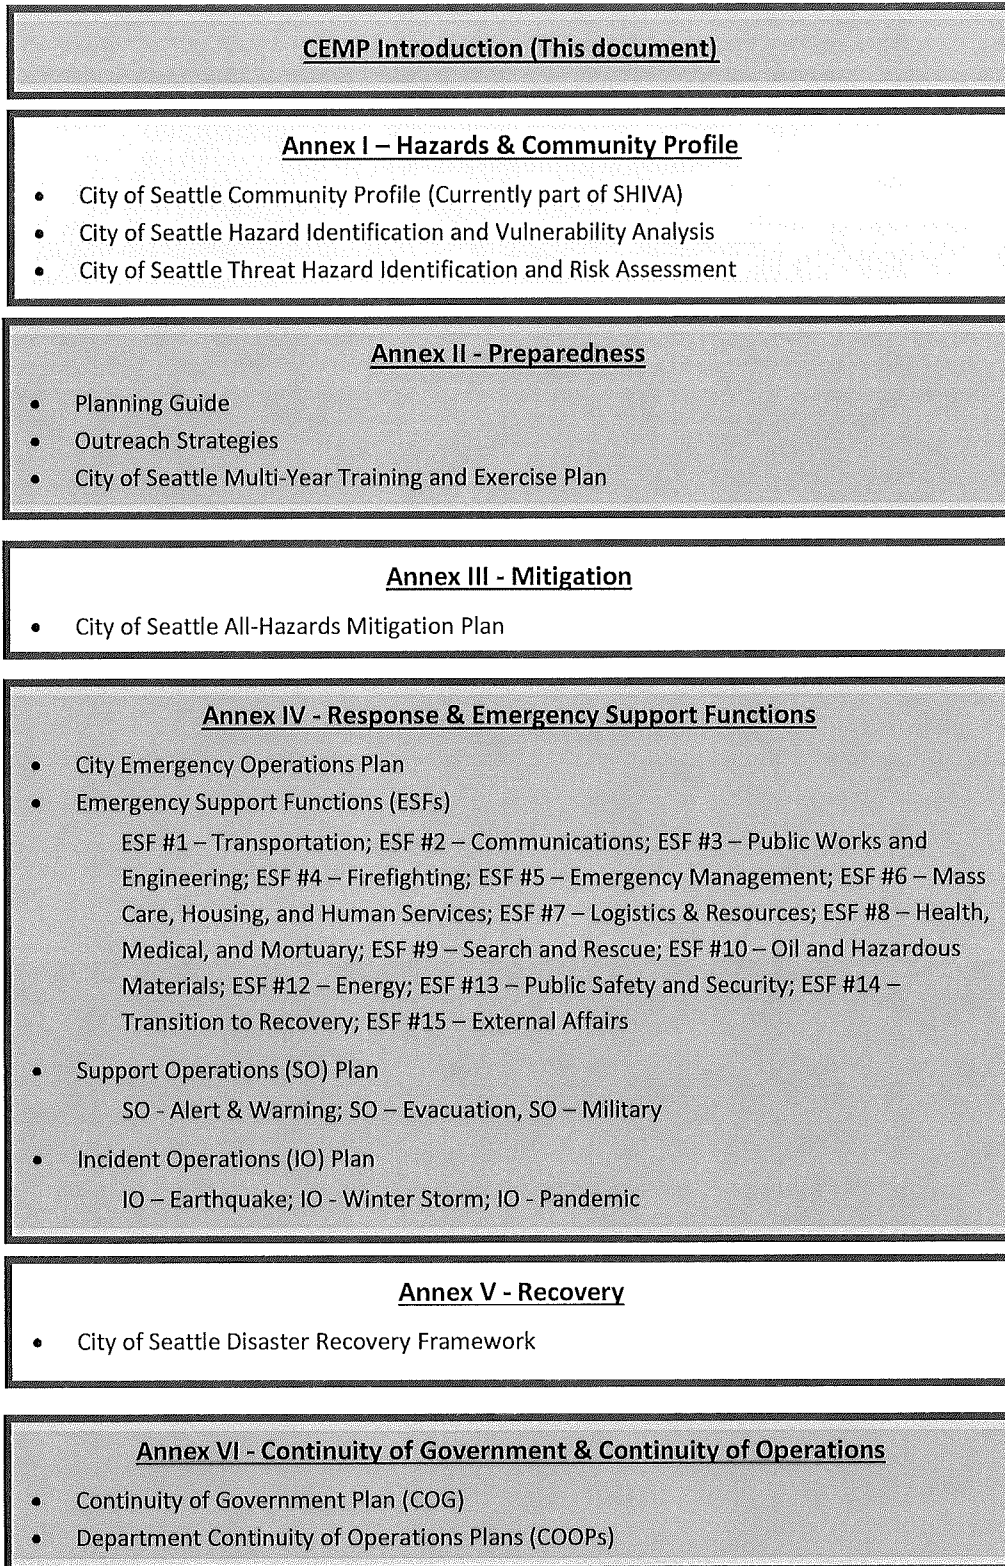 CEMP Introduction (This document)
Annex I – Hazards & Community Profile
• City of Seattle Community Profile (Currently part of SHIVA)
• City of Seattle Hazard Identification and Vulnerability Analysis
• City of Seattle Threat Hazard Identification and Risk Assessment
Annex II - Preparedness
• Planning Guide
• Outreach Strategies
• City of Seattle Multi-Year Training and Exercise Plan
Annex III - Mitigation
• City of Seattle All-Hazards Mitigation Plan
Annex IV - Response & Emergency Support Functions
• City Emergency Operations Plan
• Emergency Support Functions (ESFs)
ESF #1 – Transportation; ESF #2 – Communications; ESF #3 – Public Works and
Engineering; ESF #4 – Firefighting; ESF #5 – Emergency Management; ESF #6 – Mass
Care, Housing, and Human Services; ESF #7 – Logistics & Resources; ESF #8 – Health,
Medical, and Mortuary; ESF #9 – Search and Rescue; ESF #10 – Oil and Hazardous
Materials; ESF #12 – Energy; ESF #13 – Public Safety and Security; ESF #14 –
Transition to Recovery; ESF #15 – External Affairs
• Support Operations (SO) Plan
SO - Alert & Warning; SO – Evacuation, SO – Military
• Incident Operations (IO) Plan
IO – Earthquake; IO - Winter Storm; IO - Pandemic
Annex V - Recovery
• City of Seattle Disaster Recovery Framework
Annex VI - Continuity of Government & Continuity of Operations
• Continuity of Government Plan (COG)
• Department Continuity of Operations Plans (COOPs)